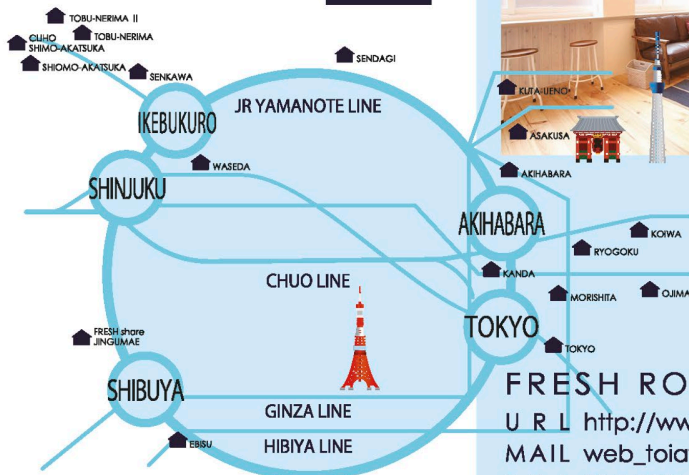 TOBU-NERIMA II
CUHO
SHIMO-AKATSUKA
TOBU-NERIMA
SHIOMO-AKATSUKA
SENKAWA
SENDAGI
IKEBUKURO
JR YAMANOTE LINE
KUTA-UENO
ASAKUSA
WASEDA
AKIHABARA
SHINJUKU
AKIHABARA
KOIWA
RYOGOKU
KANDA
CHUO LINE
MORISHITA
OJIMA
TOKYO
TOKYO
FRESH share
JINGUMAE
SHIBUYA
GINZA LINE
EBISU
HIBIYA LINE
FRESH RO
URL http://ww
MAIL web_toia